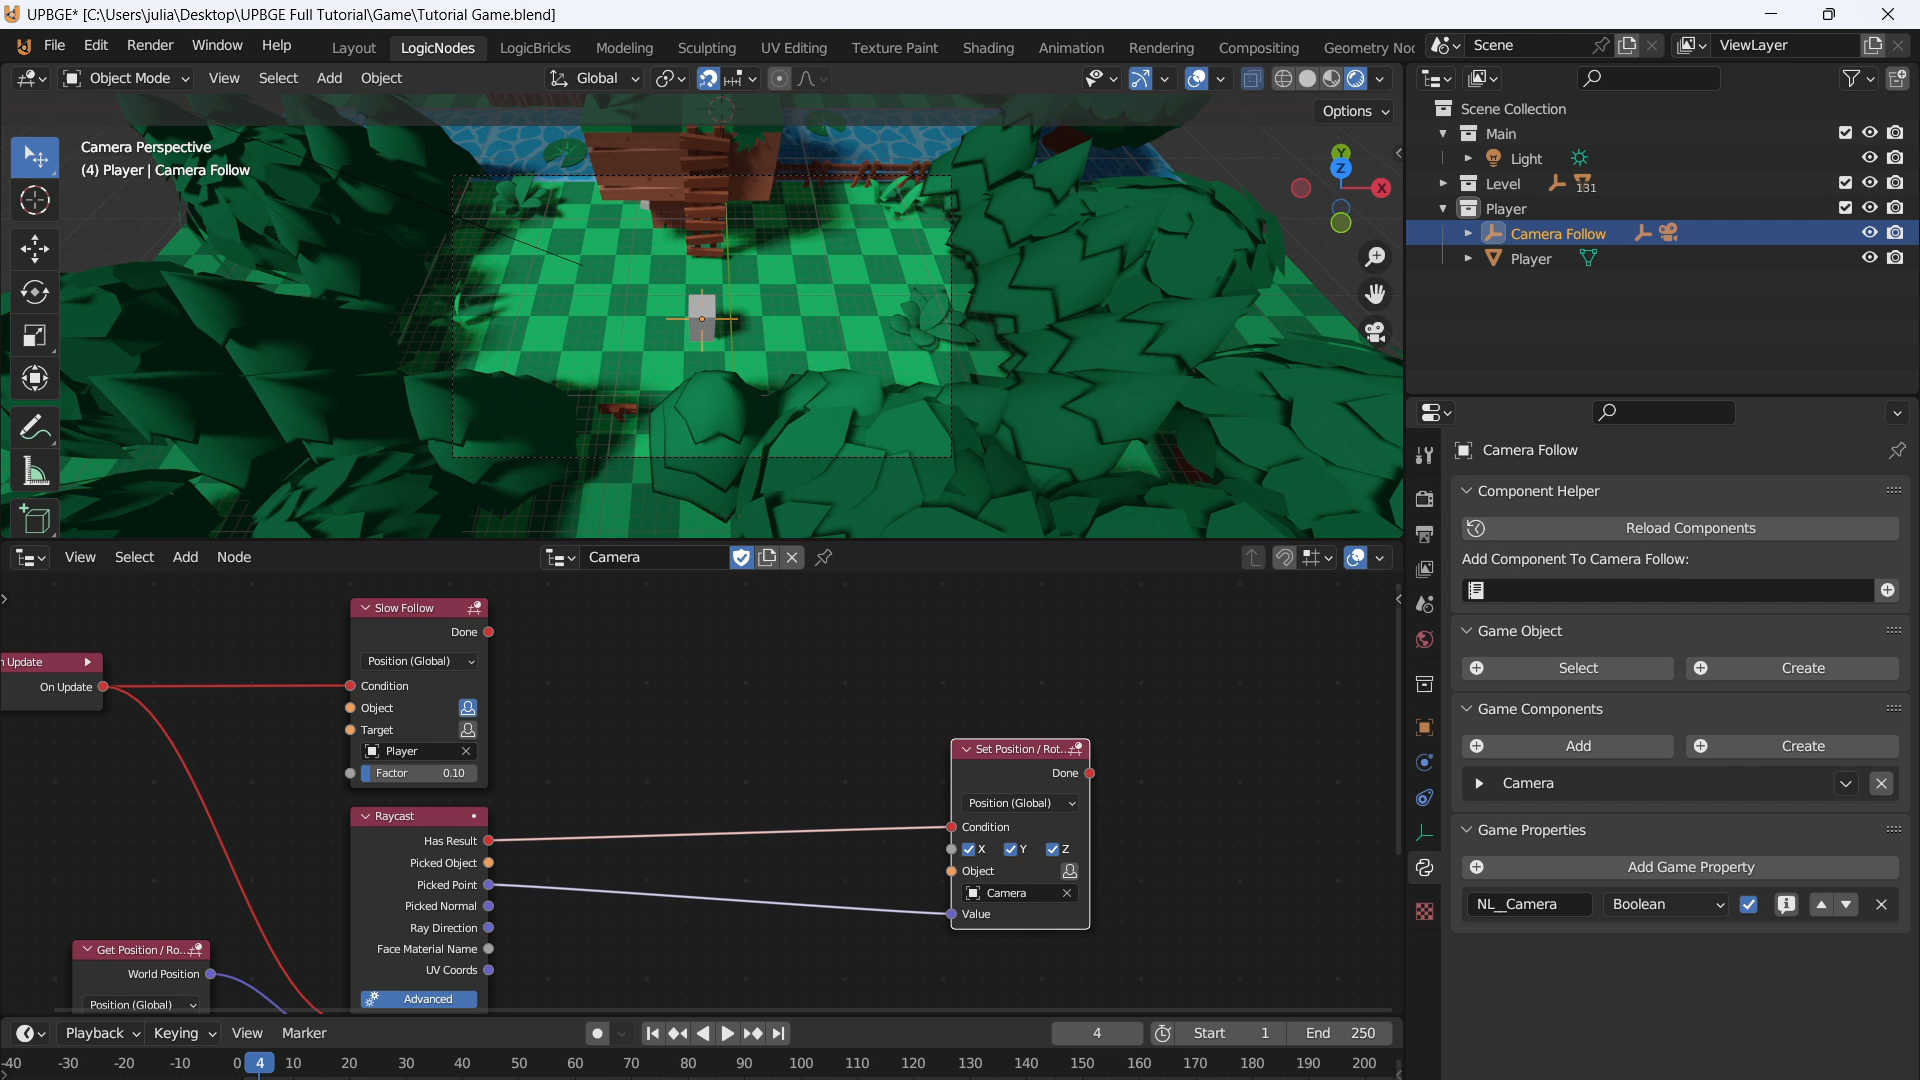 UPBGE* [C:\Users\julia\Desktop\UPBGE Full Tutorial\Game\Tutorial Game.blend]
File Edit Render Window Help Layout LogicNodes LogicBricks Modeling Sculpting UV Editing Texture Paint Shading Animation Rendering Compositing Geometry Noc Scene ViewLayer
Object Mode View Select Add Object Global
Options
Camera Perspective
(4) Player | Camera Follow
Y
Z
X
Scene Collection
Main
Light
Level 131
Player
Camera Follow
Player
Camera Follow
Component Helper
Reload Components
Add Component To Camera Follow:
Game Object
Select Create
Game Components
Add Create
Camera
Game Properties
Add Game Property
NL__Camera Boolean
View Select Add Node Camera
n Update
On Update
Slow Follow
Done
Position (Global)
Condition
Object
Target
Player
Factor 0.10
Raycast
Has Result
Picked Object
Picked Point
Picked Normal
Ray Direction
Face Material Name
UV Coords
Advanced
Get Position / Ro...
World Position
Position (Global)
Set Position / Rot...
Done
Position (Global)
Condition
X Y Z
Object
Camera
Value
Playback Keying View Marker 4 Start 1 End 250
-40 -30 -20 -10 0 4 10 20 30 40 50 60 70 80 90 100 110 120 130 140 150 160 170 180 190 200